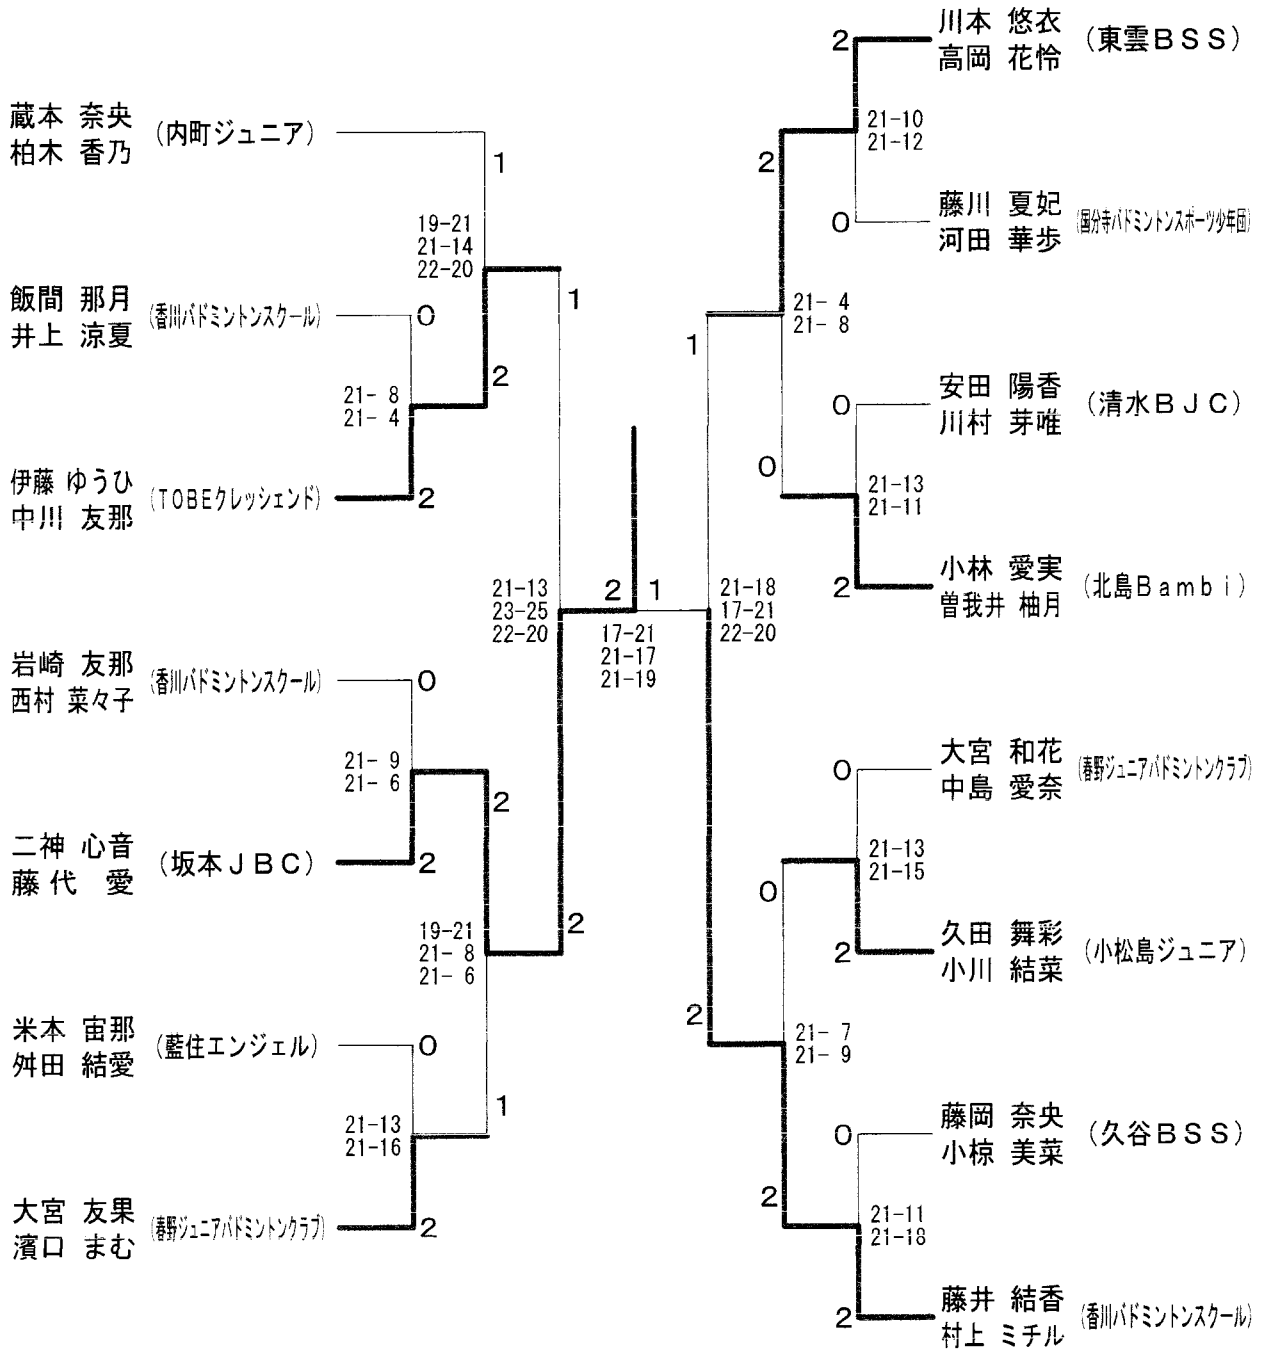 蔵本 奈央
柏木 香乃
(内町ジュニア)
1
19-21
21-14
22-20
飯間 那月
井上 涼夏
(香川バドミントンスクール)
0
21- 8
21- 4
2
1
伊藤 ゆうひ
中川 友那
(TOBEクレッシェンド)
2
21-13
23-25
22-20
岩崎 友那
西村 菜々子
(香川バドミントンスクール)
0
21- 9
21- 6
2
二神 心音
藤代 愛
(坂本JBC)
2
19-21
21- 8
21- 6
2
米本 宙那
舛田 結愛
(藍住エンジェル)
0
21-13
21-16
1
大宮 友果
濱口 まむ
(春野ジュニアバドミントンクラブ)
2
2 1
17-21
21-17
21-19
2
川本 悠衣
高岡 花怜
(東雲BSS)
21-10
21-12
2
0
藤川 夏妃
河田 華歩
(国分寺バドミントンスポーツ少年団)
21- 4
21- 8
1
0
安田 陽香
川村 芽唯
(清水BJC)
0
21-13
21-11
2
小林 愛実
曽我井 柚月
(北島Bambi)
21-18
17-21
22-20
0
大宮 和花
中島 愛奈
(春野ジュニアバドミントンクラブ)
21-13
21-15
0
2
久田 舞彩
小川 結菜
(小松島ジュニア)
2
21- 7
21- 9
0
藤岡 奈央
小椋 美菜
(久谷BSS)
2
21-11
21-18
2
藤井 結香
村上 ミチル
(香川バドミントンスクール)